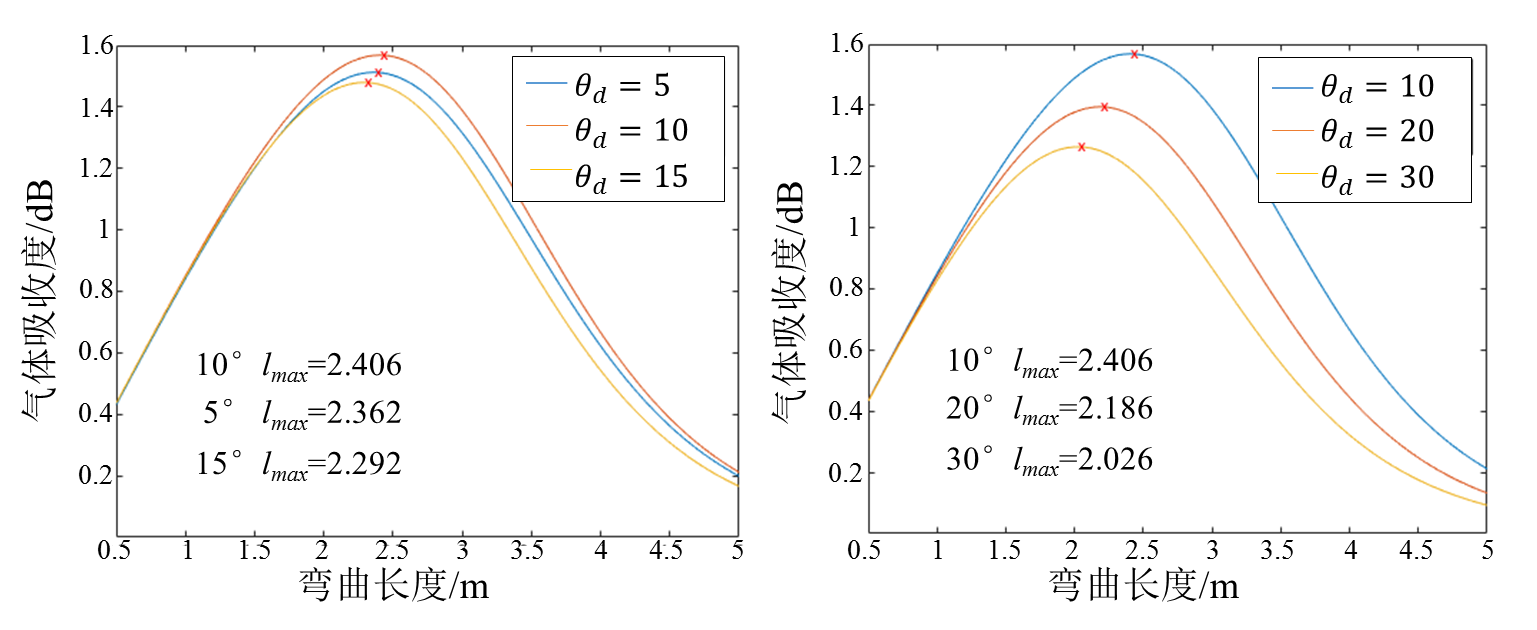 1.6
1.4
1.2
1
0.8
0.6
0.4
0.2
0.5 1 1.5 2 2.5 3 3.5 4 4.5 5
气体吸收度/dB
弯曲长度/m
θd = 5
θd = 10
θd = 15
10° lmax=2.406
5° lmax=2.362
15° lmax=2.292
1.6
1.4
1.2
1
0.8
0.6
0.4
0.2
0.5 1 1.5 2 2.5 3 3.5 4 4.5 5
气体吸收度/dB
弯曲长度/m
θd = 10
θd = 20
θd = 30
10° lmax=2.406
20° lmax=2.186
30° lmax=2.026